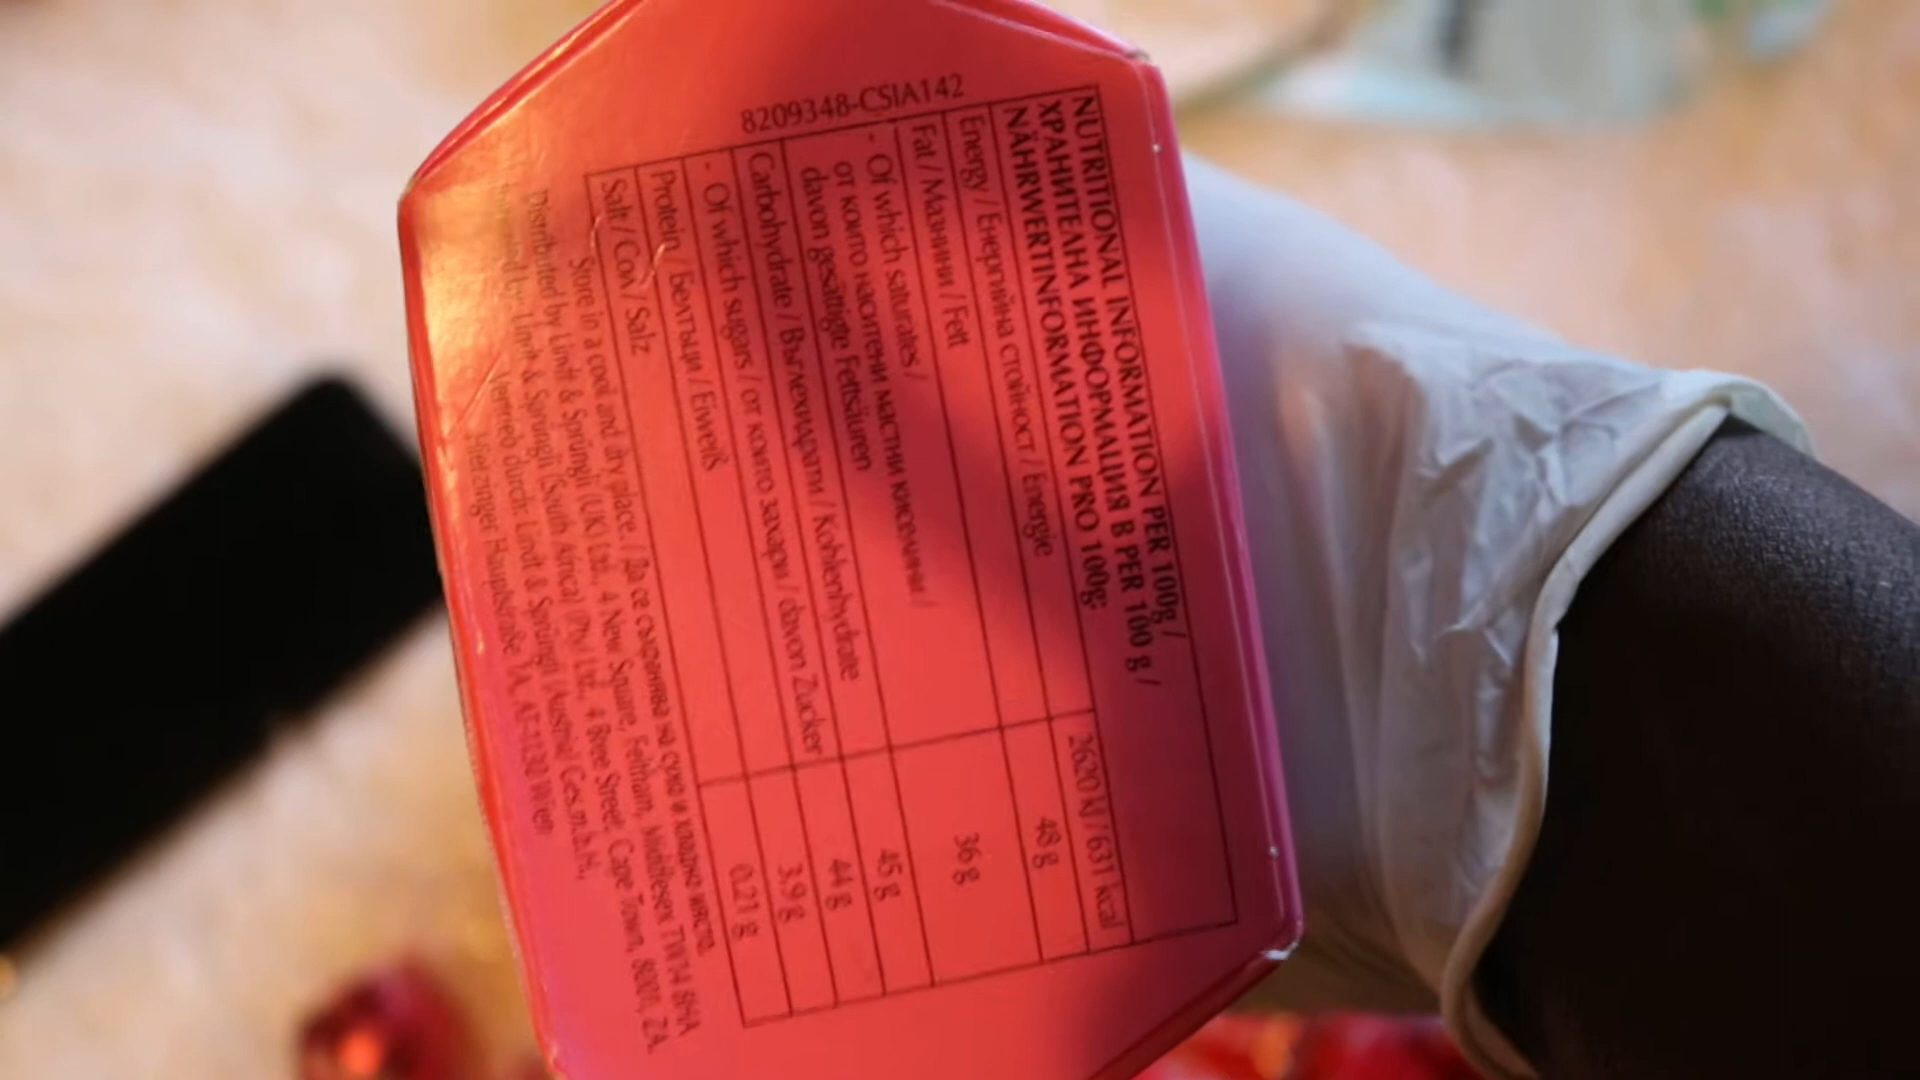 8209348-CSIA142
NUTRITIONAL INFORMATION PER 100g /
ХРАНИТЕЛНА ИНФОРМАЦИЯ В PER 100 g /
NÄHRWERTINFORMATION PRO 100g:
Energy / Енергийна стойност / Energie 2620 kJ / 631 kcal
Fat / Мазнини / Fett 48 g
- Of which saturates /
от които наситени мастни киселини /
davon gesättigte Fettsäuren 36 g
Carbohydrate / Въглехидрати / Kohlenhydrate 45 g
- Of which sugars / от които захари / davon Zucker 44 g
Protein / Белтъци / Eiweiß 3.9 g
Salt / Сол / Salz 0.21 g
Store in a cool and dry place. / Да се съхранява на сухо и хладно място.
Distributed by Lindt & Sprüngli (UK) Ltd., 4 New Square, Feltham, Middlesex TW14 8HA
by: Lindt & Sprüngli (South Africa) (Pty) Ltd., 4 Bree Street, Cape Town, 8001, ZA.
Vertrieb durch: Lindt & Sprüngli (Austria) Ges.m.b.H.,
Hietzinger Hauptstraße 1A, AT-1130 Wien